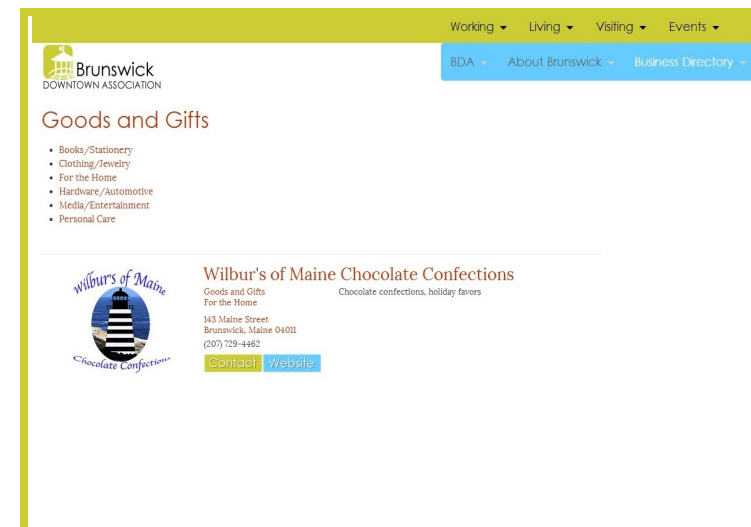 Working Living Visiting Events
Brunswick
DOWNTOWN ASSOCIATION
BDA About Brunswick Business Directory
Goods and Gifts
Books/Stationery
Clothing/Jewelry
For the Home
Hardware/Automotive
Media/Entertainment
Personal Care
wilbur's of Maine
Chocolate Confections
Wilbur's of Maine Chocolate Confections
Goods and Gifts
For the Home
Chocolate confections, holiday favors
143 Maine Street
Brunswick, Maine 04011
(207) 729-4462
Contact Website